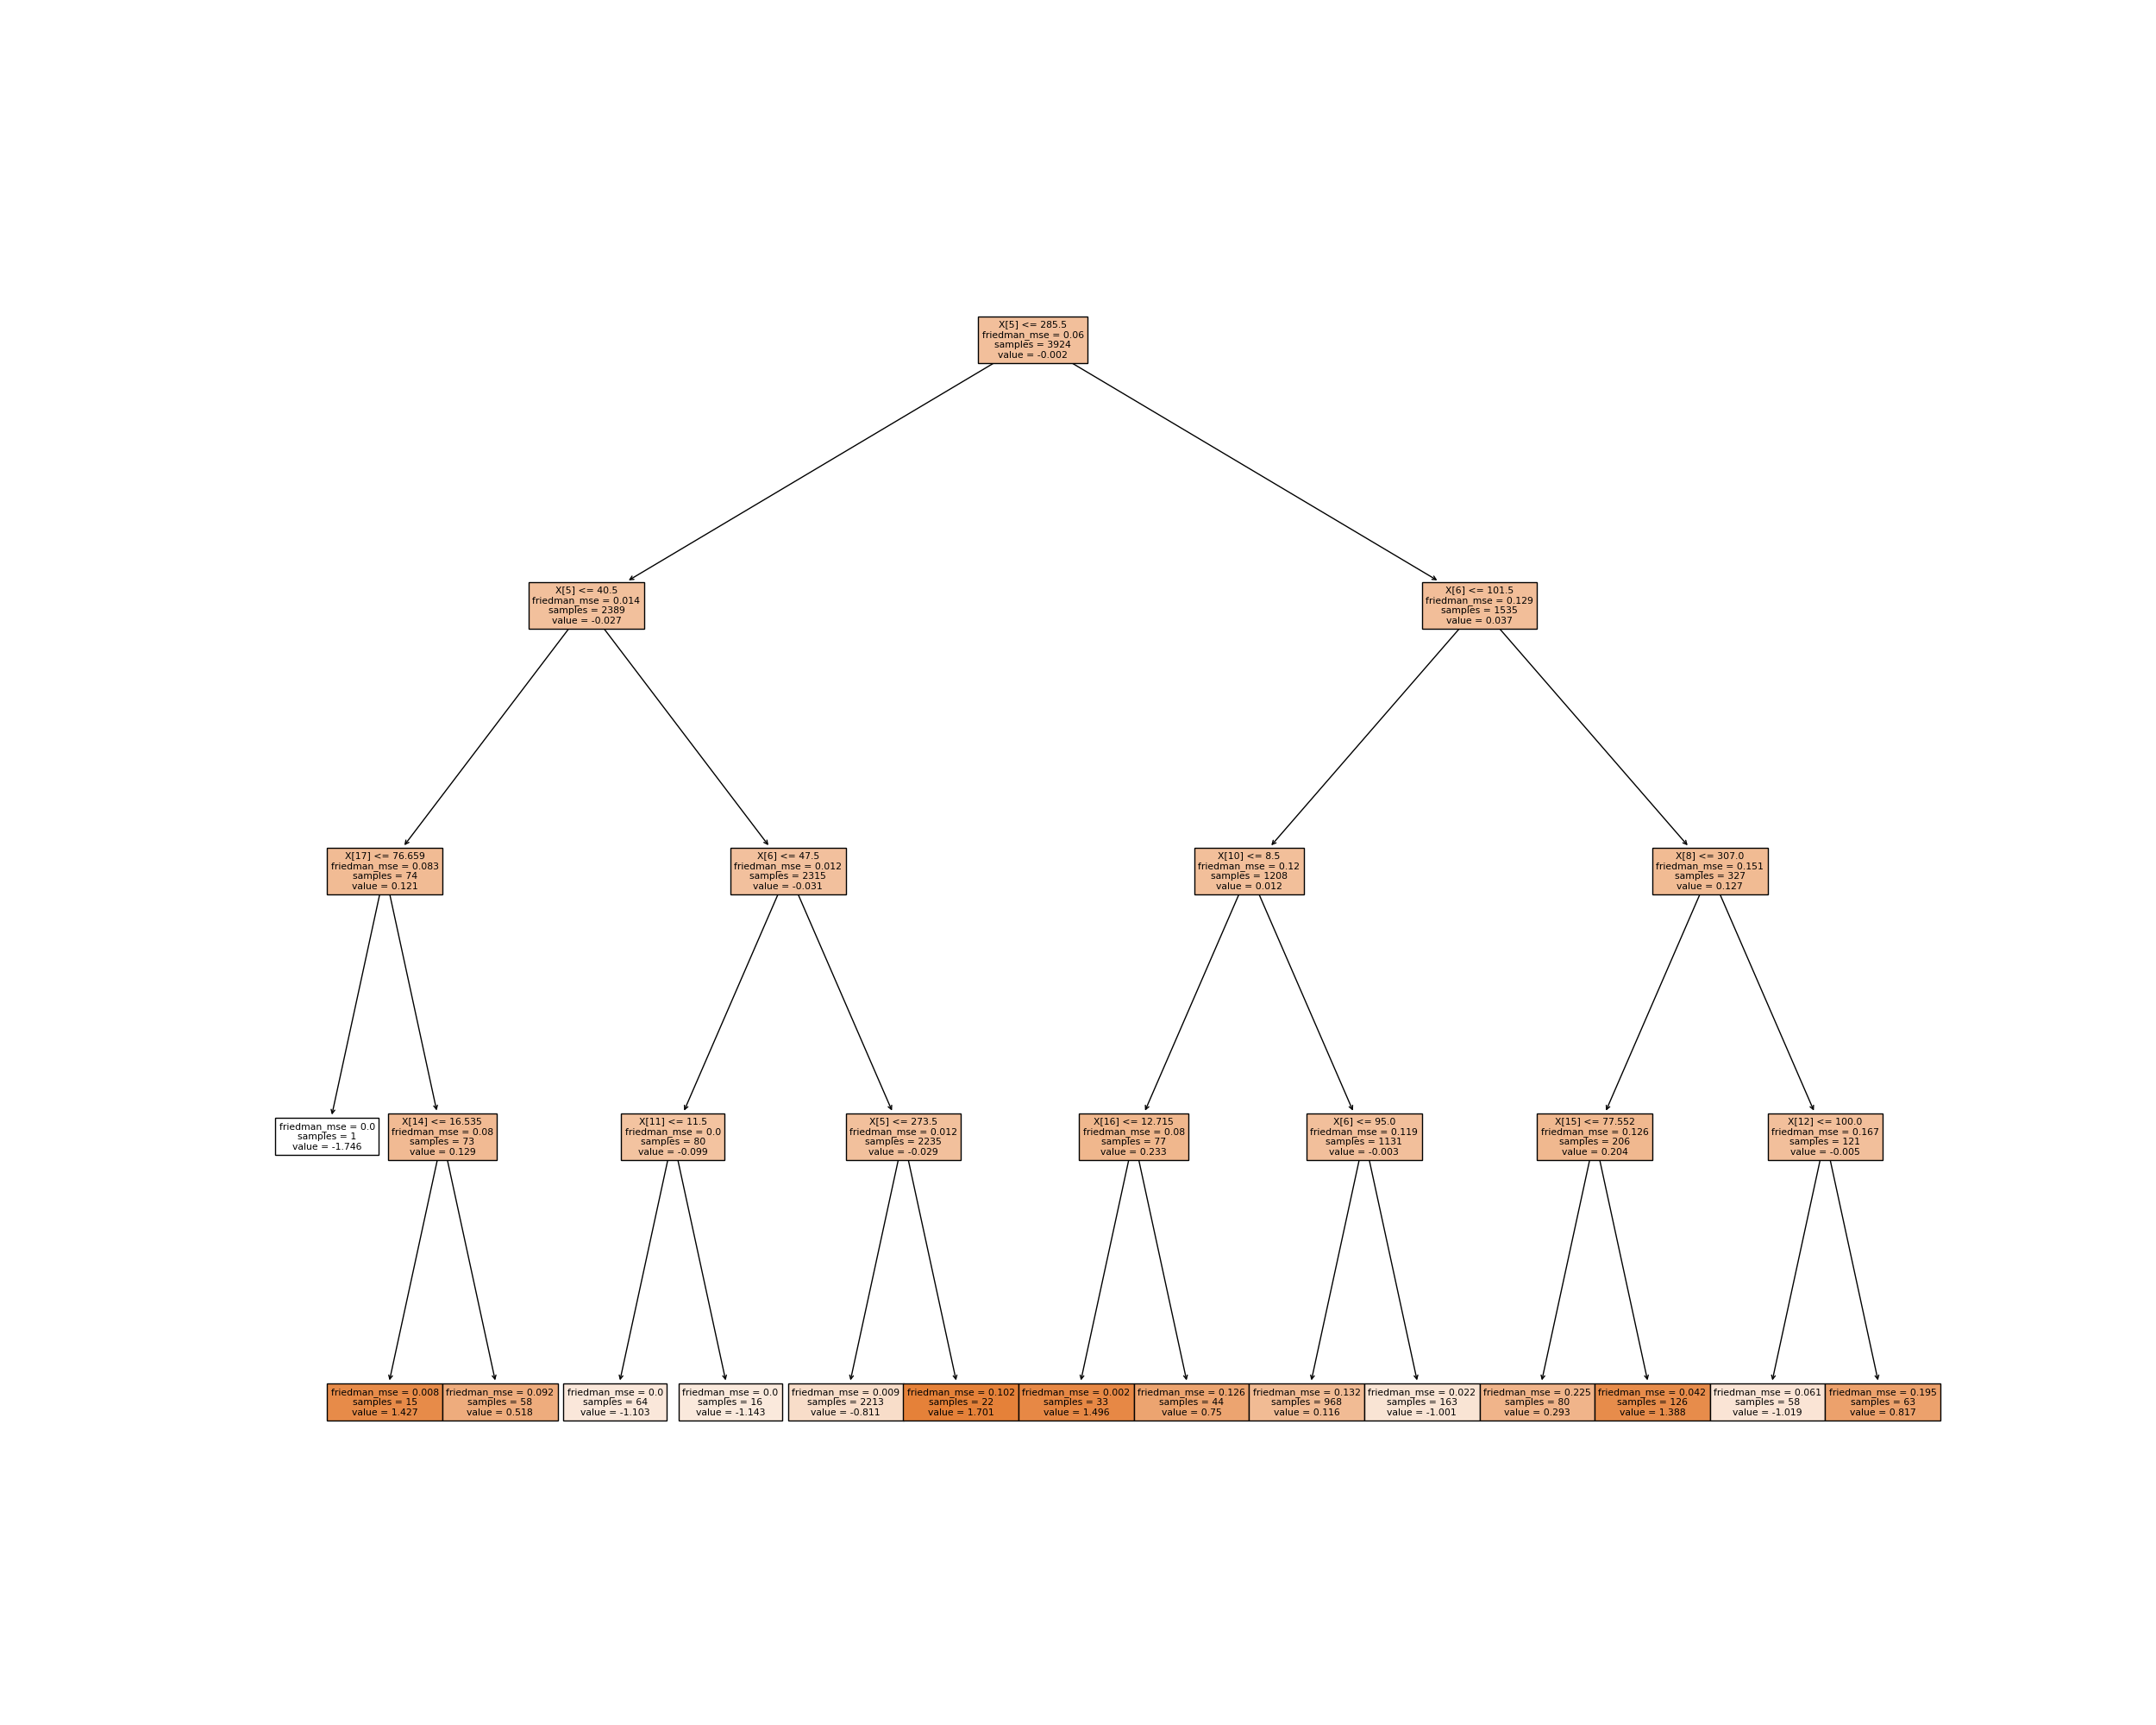 X[5] <= 285.5
friedman_mse = 0.06
samples = 3924
value = -0.002
X[5] <= 40.5
friedman_mse = 0.014
samples = 2389
value = -0.027
X[6] <= 101.5
friedman_mse = 0.129
samples = 1535
value = 0.037
X[17] <= 76.659
friedman_mse = 0.083
samples = 74
value = 0.121
X[6] <= 47.5
friedman_mse = 0.012
samples = 2315
value = -0.031
X[10] <= 8.5
friedman_mse = 0.12
samples = 1208
value = 0.012
X[8] <= 307.0
friedman_mse = 0.151
samples = 327
value = 0.127
friedman_mse = 0.0
samples = 1
value = -1.746
X[14] <= 16.535
friedman_mse = 0.08
samples = 73
value = 0.129
X[11] <= 11.5
friedman_mse = 0.0
samples = 80
value = -0.099
X[5] <= 273.5
friedman_mse = 0.012
samples = 2235
value = -0.029
X[16] <= 12.715
friedman_mse = 0.08
samples = 77
value = 0.233
X[6] <= 95.0
friedman_mse = 0.119
samples = 1131
value = -0.003
X[15] <= 77.552
friedman_mse = 0.126
samples = 206
value = 0.204
X[12] <= 100.0
friedman_mse = 0.167
samples = 121
value = -0.005
friedman_mse = 0.008
samples = 15
value = 1.427
friedman_mse = 0.092
samples = 58
value = 0.518
friedman_mse = 0.0
samples = 64
value = -1.103
friedman_mse = 0.0
samples = 16
value = -1.143
friedman_mse = 0.009
samples = 2213
value = -0.811
friedman_mse = 0.102
samples = 22
value = 1.701
friedman_mse = 0.002
samples = 33
value = 1.496
friedman_mse = 0.126
samples = 44
value = 0.75
friedman_mse = 0.132
samples = 968
value = 0.116
friedman_mse = 0.022
samples = 163
value = -1.001
friedman_mse = 0.225
samples = 80
value = 0.293
friedman_mse = 0.042
samples = 126
value = 1.388
friedman_mse = 0.061
samples = 58
value = -1.019
friedman_mse = 0.195
samples = 63
value = 0.817